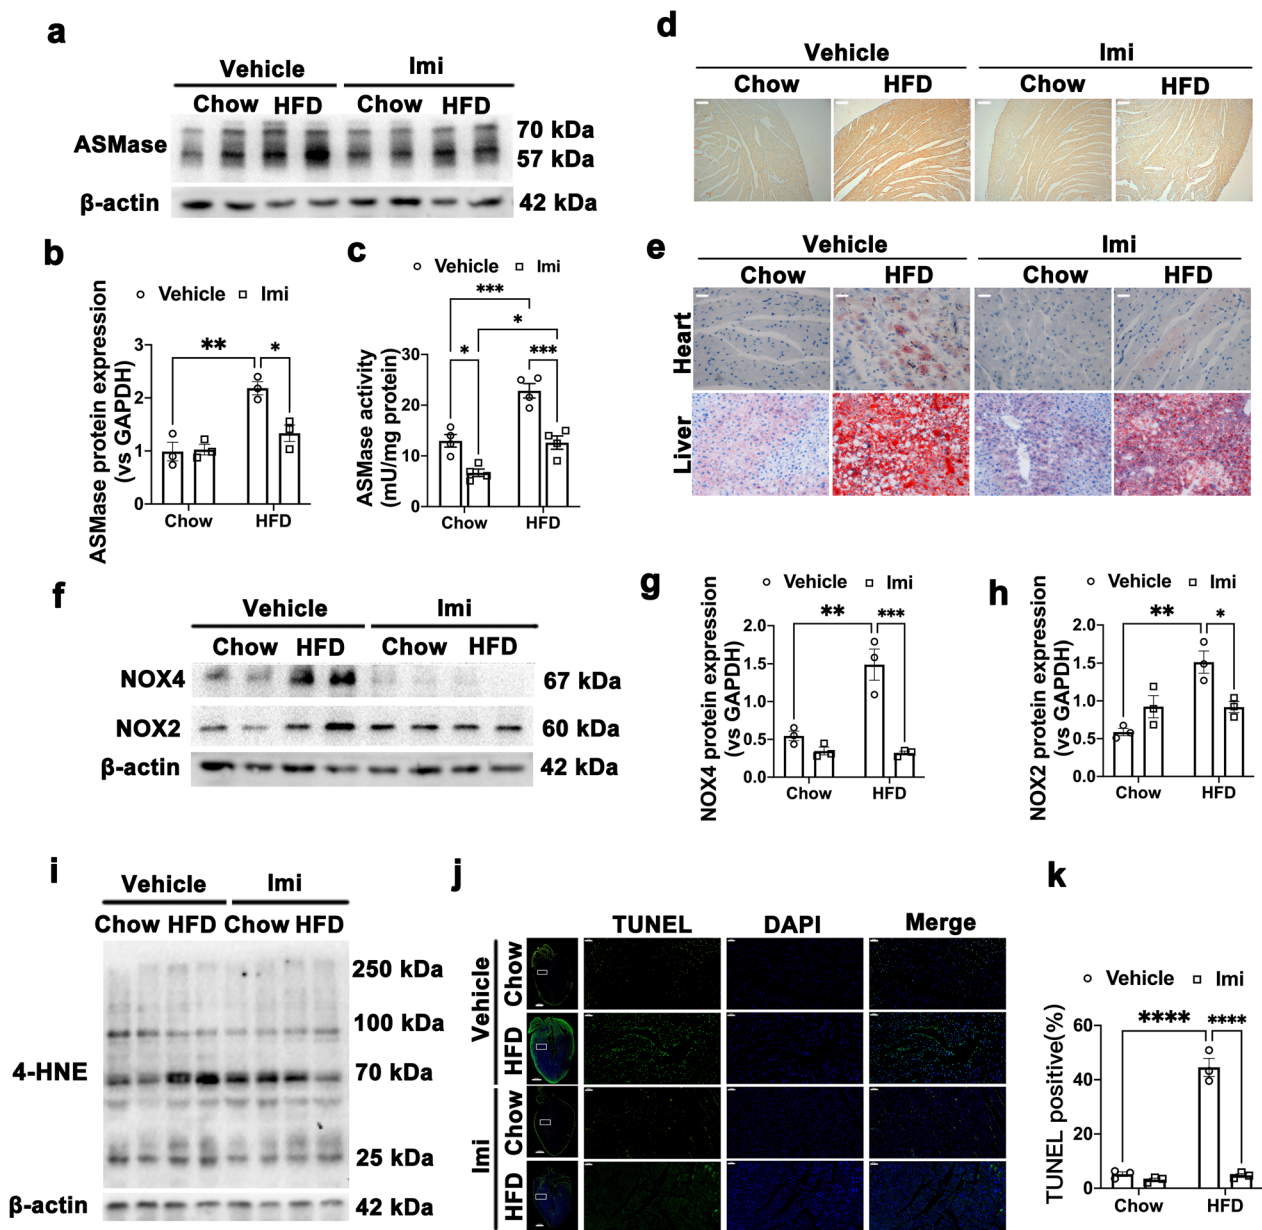 a
Vehicle Imi
Chow HFD Chow HFD
ASMase
70 kDa
57 kDa
β-actin
42 kDa
b
Vehicle Imi
ASMase protein expression
(vs GAPDH)
3
2
1
0
** *
Chow HFD
c
Vehicle Imi
ASMase activity
(mU/mg protein)
30
20
10
0
***
*
* ***
Chow HFD
d
Vehicle Imi
Chow HFD Chow HFD
e
Vehicle Imi
Chow HFD Chow HFD
Heart
Liver
f
Vehicle Imi
Chow HFD Chow HFD
NOX4 67 kDa
NOX2 60 kDa
β-actin 42 kDa
g
Vehicle Imi
NOX4 protein expression
(vs GAPDH)
2.0
1.5
1.0
0.5
0.0
** ***
Chow HFD
h
Vehicle Imi
NOX2 protein expression
(vs GAPDH)
2.0
1.5
1.0
0.5
0.0
** *
Chow HFD
i
Vehicle Imi
Chow HFD Chow HFD
4-HNE
250 kDa
100 kDa
70 kDa
25 kDa
β-actin 42 kDa
j
TUNEL DAPI Merge
Vehicle
Chow
HFD
Imi
Chow
HFD
k
Vehicle Imi
TUNEL positive(%)
60
40
20
0
**** ****
Chow HFD